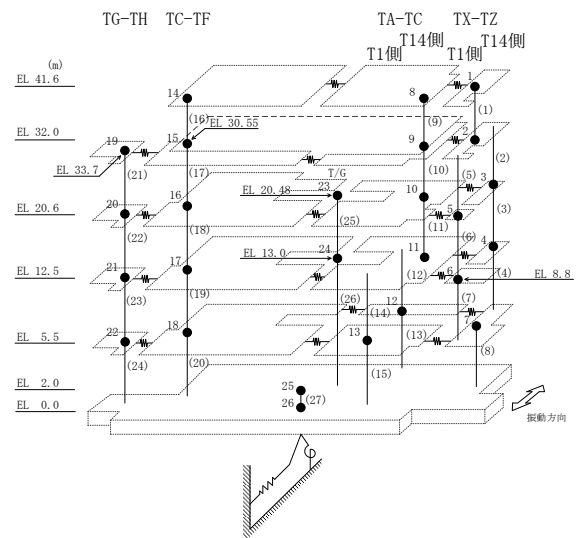 TG-TH TC-TF TA-TC TX-TZ
T14側 T14側
T1側 T1側
(m)
EL 41.6
14 8 1
(16) (9) (1)
EL 32.0
EL 30.55
19 15 9 2
EL 33.7
(21) (17) (10) (2)
T/G
EL 20.48
23 (5) 3
16 10 (3)
EL 20.6
20 (22) (18) (25) (11) 5
EL 13.0
24 11 (6) 4
EL 12.5
21 17 (12) 6 (4)
EL 8.8
(23) (19) (26) (14) 12 (7)
EL 5.5
22 18 13 (13) 7
(24) (20) (15) (8)
EL 2.0
25
EL 0.0
26 (27)
振動方向